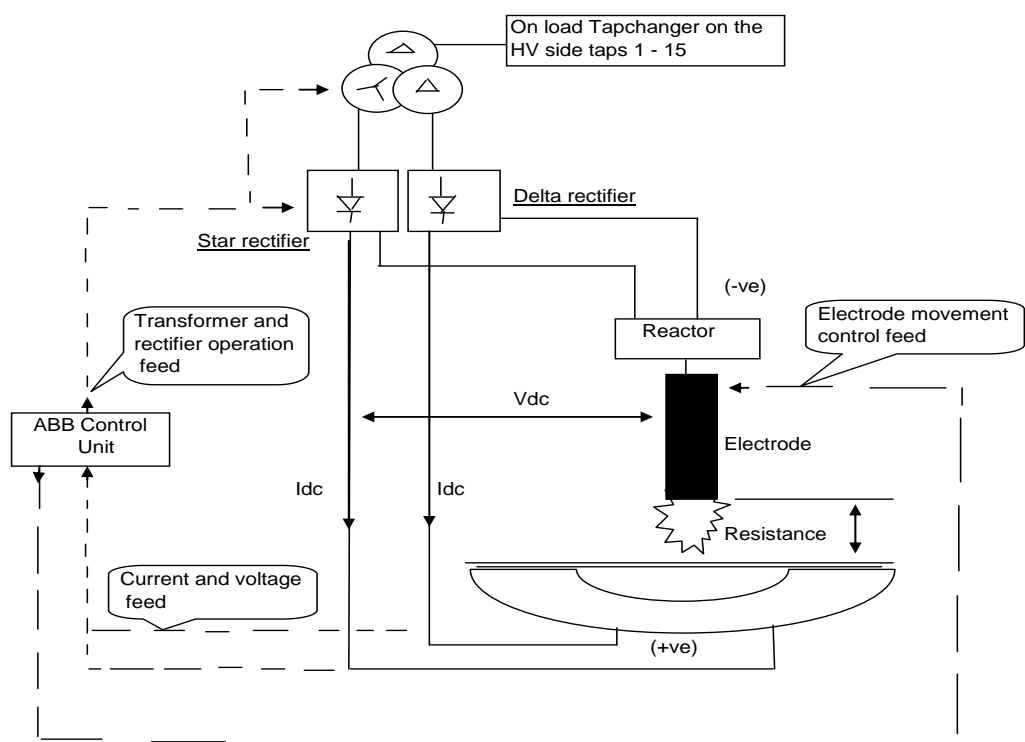 On load Tapchanger on the
HV side taps 1 - 15
Delta rectifier
Star rectifier
(-ve)
Transformer and
rectifier operation
feed
Electrode movement
control feed
Reactor
Vdc
ABB Control
Unit
Electrode
Idc
Idc
Resistance
Current and voltage
feed
(+ve)